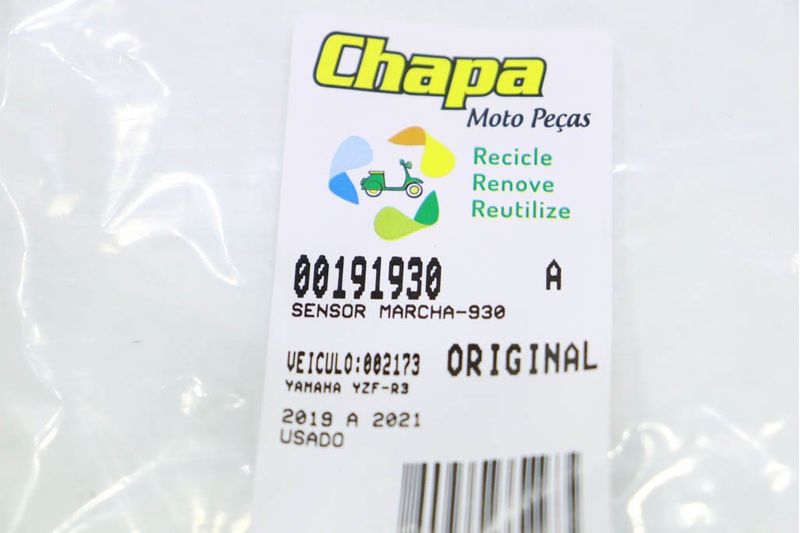 Chapa
Moto Peças
Recicle
Renove
Reutilize
00191930 A
SENSOR MARCHA-930
VEICULO:002173 ORIGINAL
YAMAHA YZF-R3
2019 A 2021
USADO